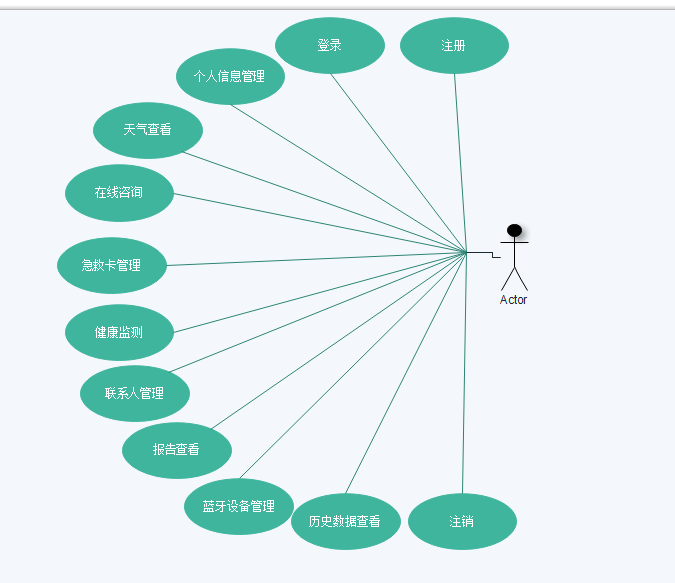 登录
注册
个人信息管理
天气查看
在线咨询
急救卡管理
Actor
健康监测
联系人管理
报告查看
蓝牙设备管理
历史数据查看
注销